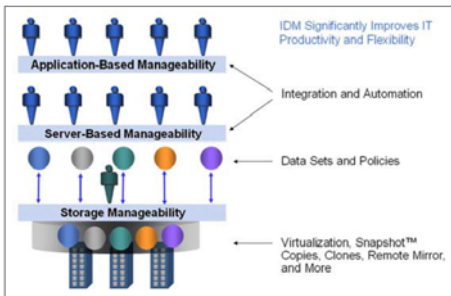 IDM Significantly Improves IT
Productivity and Flexibility
Application-Based Manageability
Integration and Automation
Server-Based Manageability
Data Sets and Policies
Storage Manageability
Virtualization, Snapshot™
Copies, Clones, Remote Mirror,
and More